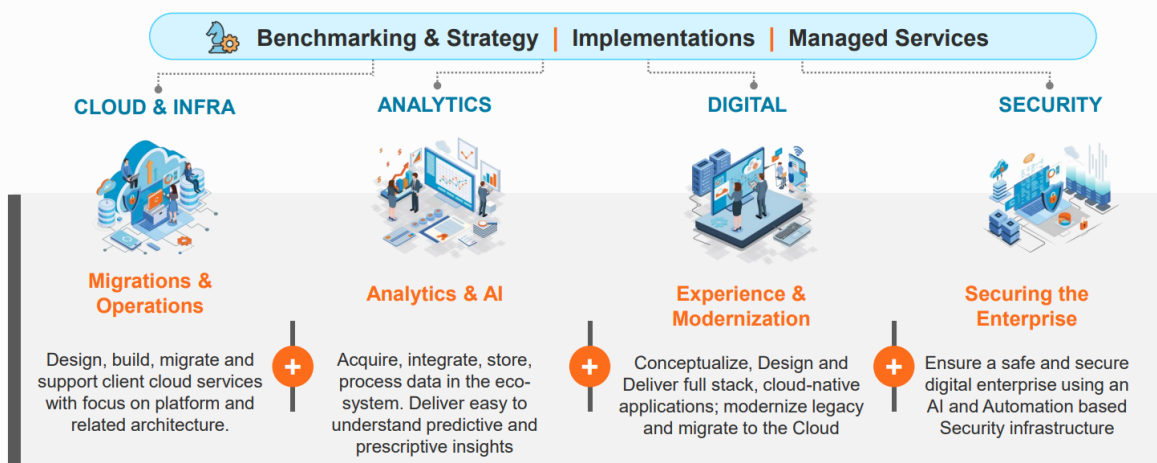 Benchmarking & Strategy | Implementations | Managed Services
CLOUD & INFRA
ANALYTICS
DIGITAL
SECURITY
Migrations &
Operations
Analytics & AI
Experience &
Modernization
Securing the
Enterprise
Design, build, migrate and
support client cloud services
with focus on platform and
related architecture.
Acquire, integrate, store,
process data in the eco-
system. Deliver easy to
understand predictive and
prescriptive insights
Conceptualize, Design and
Deliver full stack, cloud-native
applications; modernize legacy
and migrate to the Cloud
Ensure a safe and secure
digital enterprise using an
AI and Automation based
Security infrastructure